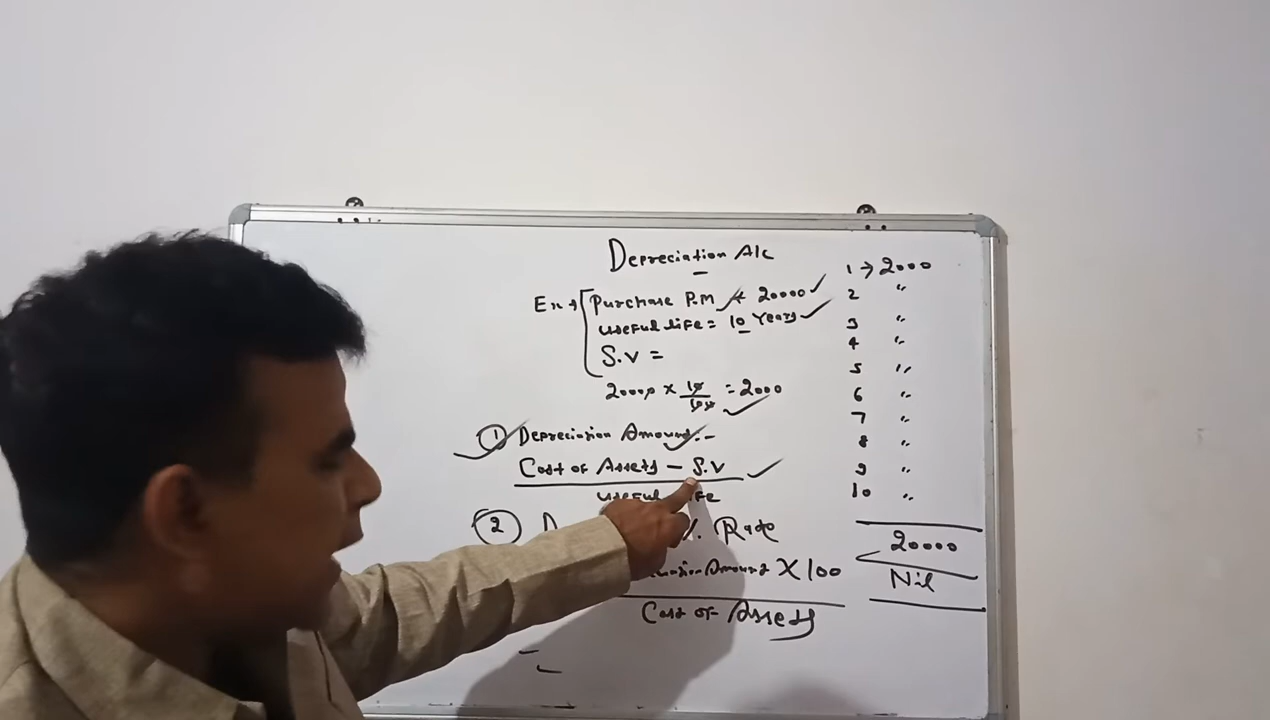 Depreciation A/c
Ex → Purchase P.M → 20000
useful life = 10 Years
S.V =
20000 × 10/100 = 2000
① Depreciation Amount :-
Cost of Assets - S.V
useful life
② D % Rate
Amount X 100
Cost of Assets
1 → 2000
2 "
3 "
4 "
5 "
6 "
7 "
8 "
9 "
10 "
20000
Nil